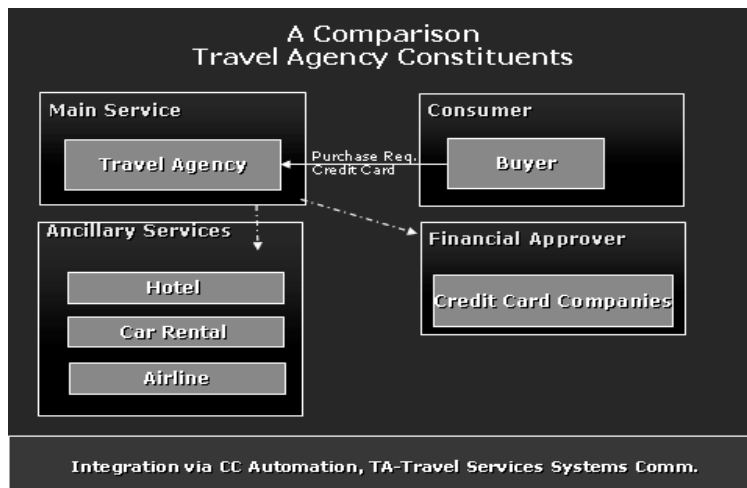 A Comparison
Travel Agency Constituents
Main Service
Travel Agency
Purchase Req.
Credit Card
Consumer
Buyer
Ancillary Services
Hotel
Car Rental
Airline
Financial Approver
Credit Card Companies
Integration via CC Automation, TA-Travel Services Systems Comm.